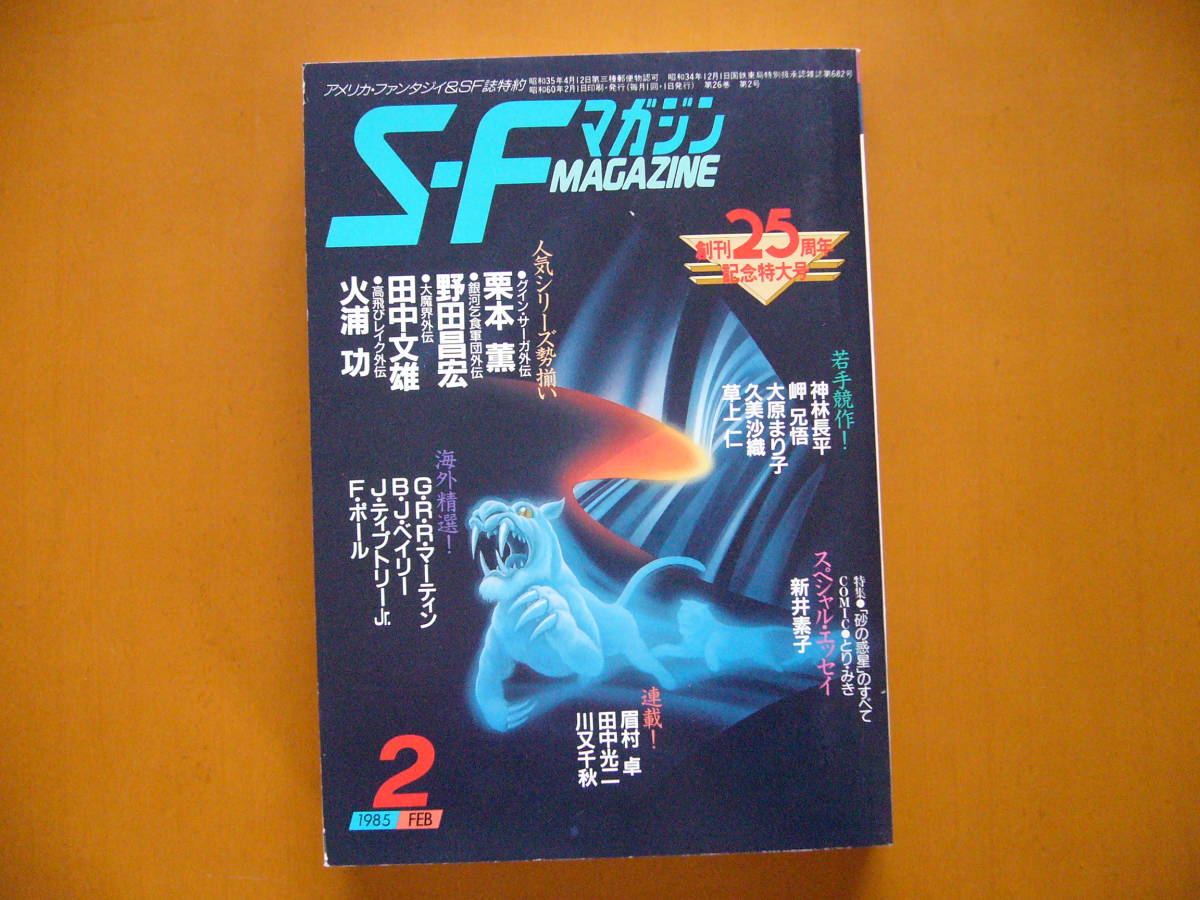 アメリカ・ファンタジイ&SF誌特約
昭和35年4月12日第三種郵便物認可 昭和34年12月1日国鉄東局特別扱承認雑誌第682号
昭和60年2月1日印刷・発行(毎月1回・1日発行) 第26巻 第2号
S-Fマガジン
MAGAZINE
創刊25周年
記念特大号
人気シリーズ勢揃い
●グイン・サーガ外伝
栗本 薫
●銀河乞食軍団外伝
野田昌宏
●大魔界外伝
田中文雄
●高飛びレイク外伝
火浦 功
若手競作!
神林長平
岬 兄悟
大原まり子
久美沙織
草上 仁
海外精選!
G・R・R・マーティン
B・J・ベイリー
J・ティプトリーJr.
F・ポール
特集●「砂の惑星」のすべて
COMIC●とり・みき
スペシャル・エッセイ
新井素子
連載!
眉村 卓
田中光二
川又千秋
2
1985 FEB